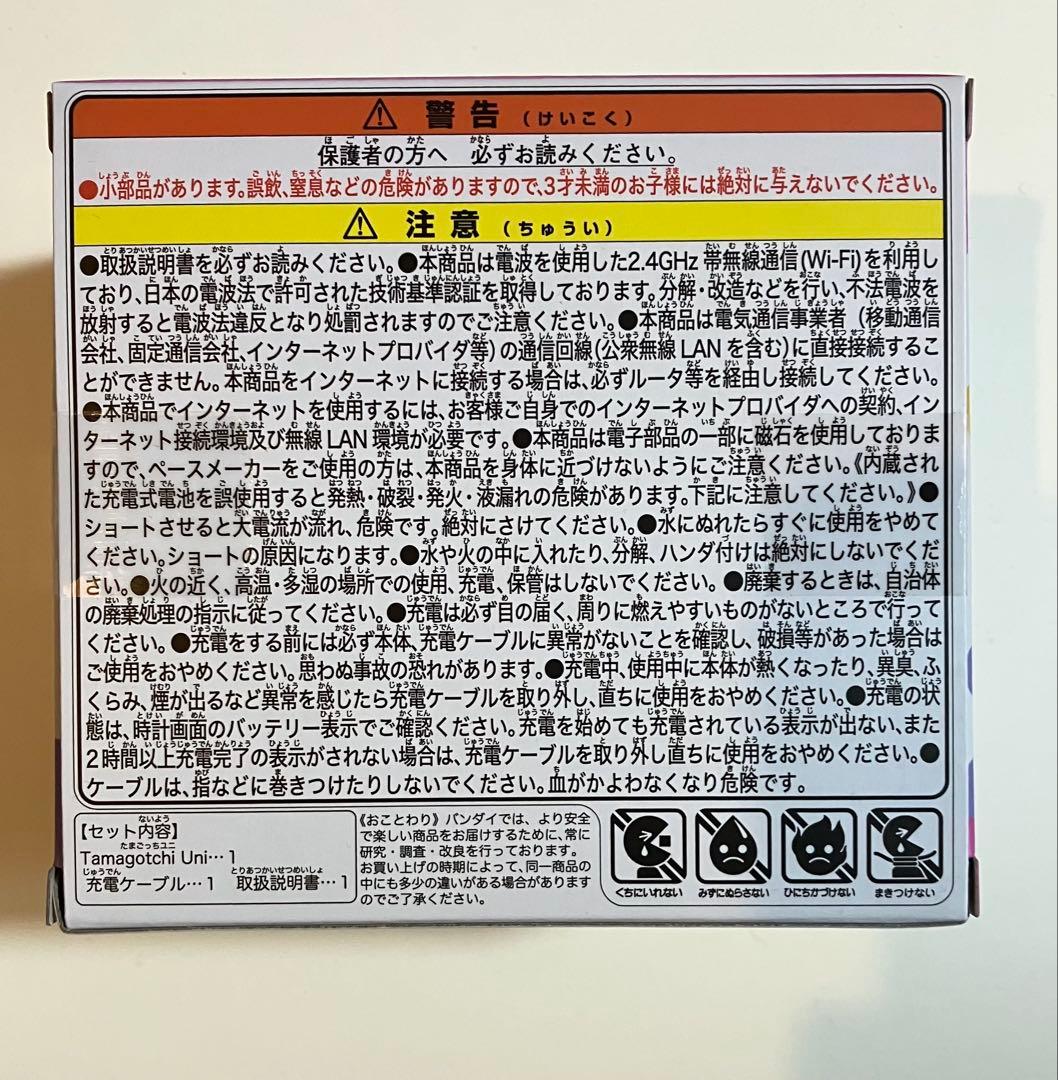 ⚠ 警告 (けいこく)
保護者の方へ 必ずお読みください。
●小部品があります。誤飲、窒息などの危険がありますので、3才未満のお子様には絶対に与えないでください。
⚠ 注意 (ちゅうい)
●取扱説明書を必ずお読みください。●本商品は電波を使用した2.4GHz 帯無線通信(Wi-Fi)を利用し
ており、日本の電波法で許可された技術基準認証を取得しております。分解・改造などを行い、不法電波を
放射すると電波法違反となり処罰されますのでご注意ください。●本商品は電気通信事業者（移動通信
会社、固定通信会社、インターネットプロバイダ等）の通信回線(公衆無線 LANを含む)に直接接続するこ
とができません。本商品をインターネットに接続する場合は、必ずルータ等を経由し接続してください。
●本商品でインターネットを使用するには、お客様ご自身でのインターネットプロバイダへの契約、イン
ターネット接続環境及び無線 LAN 環境が必要です。●本商品は電子部品の一部に磁石を使用しておりま
すので、ペースメーカーをご使用の方は、本商品を身体に近づけないようにご注意ください。《内蔵され
た充電式電池を誤使用すると発熱・破裂・発火・液漏れの危険があります。下記に注意してください。》●
ショートさせると大電流が流れ、危険です。絶対にさけてください。●水にぬれたらすぐに使用をやめて
ください。ショートの原因になります。●水や火の中に入れたり、分解、ハンダ付けは絶対にしないでくだ
さい。●火の近く、高温・多湿の場所での使用、充電、保管はしないでください。●廃棄するときは、自治体
の廃棄処理の指示に従ってください。●充電は必ず目の届く、周りに燃えやすいものがないところで行って
ください。●充電をする前には必ず本体、充電ケーブルに異常がないことを確認し、破損等があった場合は
ご使用をおやめください。思わぬ事故の恐れがあります。●充電中、使用中に本体が熱くなったり、異臭、ふ
くらみ、煙が出るなど異常を感じたら充電ケーブルを取り外し、直ちに使用をおやめください。●充電の状
態は、時計画面のバッテリー表示でご確認ください。充電を始めても充電されている表示が出ない、また
2時間以上充電完了の表示がされない場合は、充電ケーブルを取り外し直ちに使用をおやめください。●
ケーブルは、指などに巻きつけたりしないでください。血がかよわなくなり危険です。
【セット内容】
Tamagotchi Uni…1
充電ケーブル…1 取扱説明書…1
《おことわり》バンダイでは、より安全
で楽しい商品をお届けするために、常に
研究・調査・改良を行っております。
お買い上げの時期によって、同一商品の
中にも多少の違いがある場合があります
のでご了承ください。
くちにいれない みずにぬらさない ひにちかづけない まきつけない